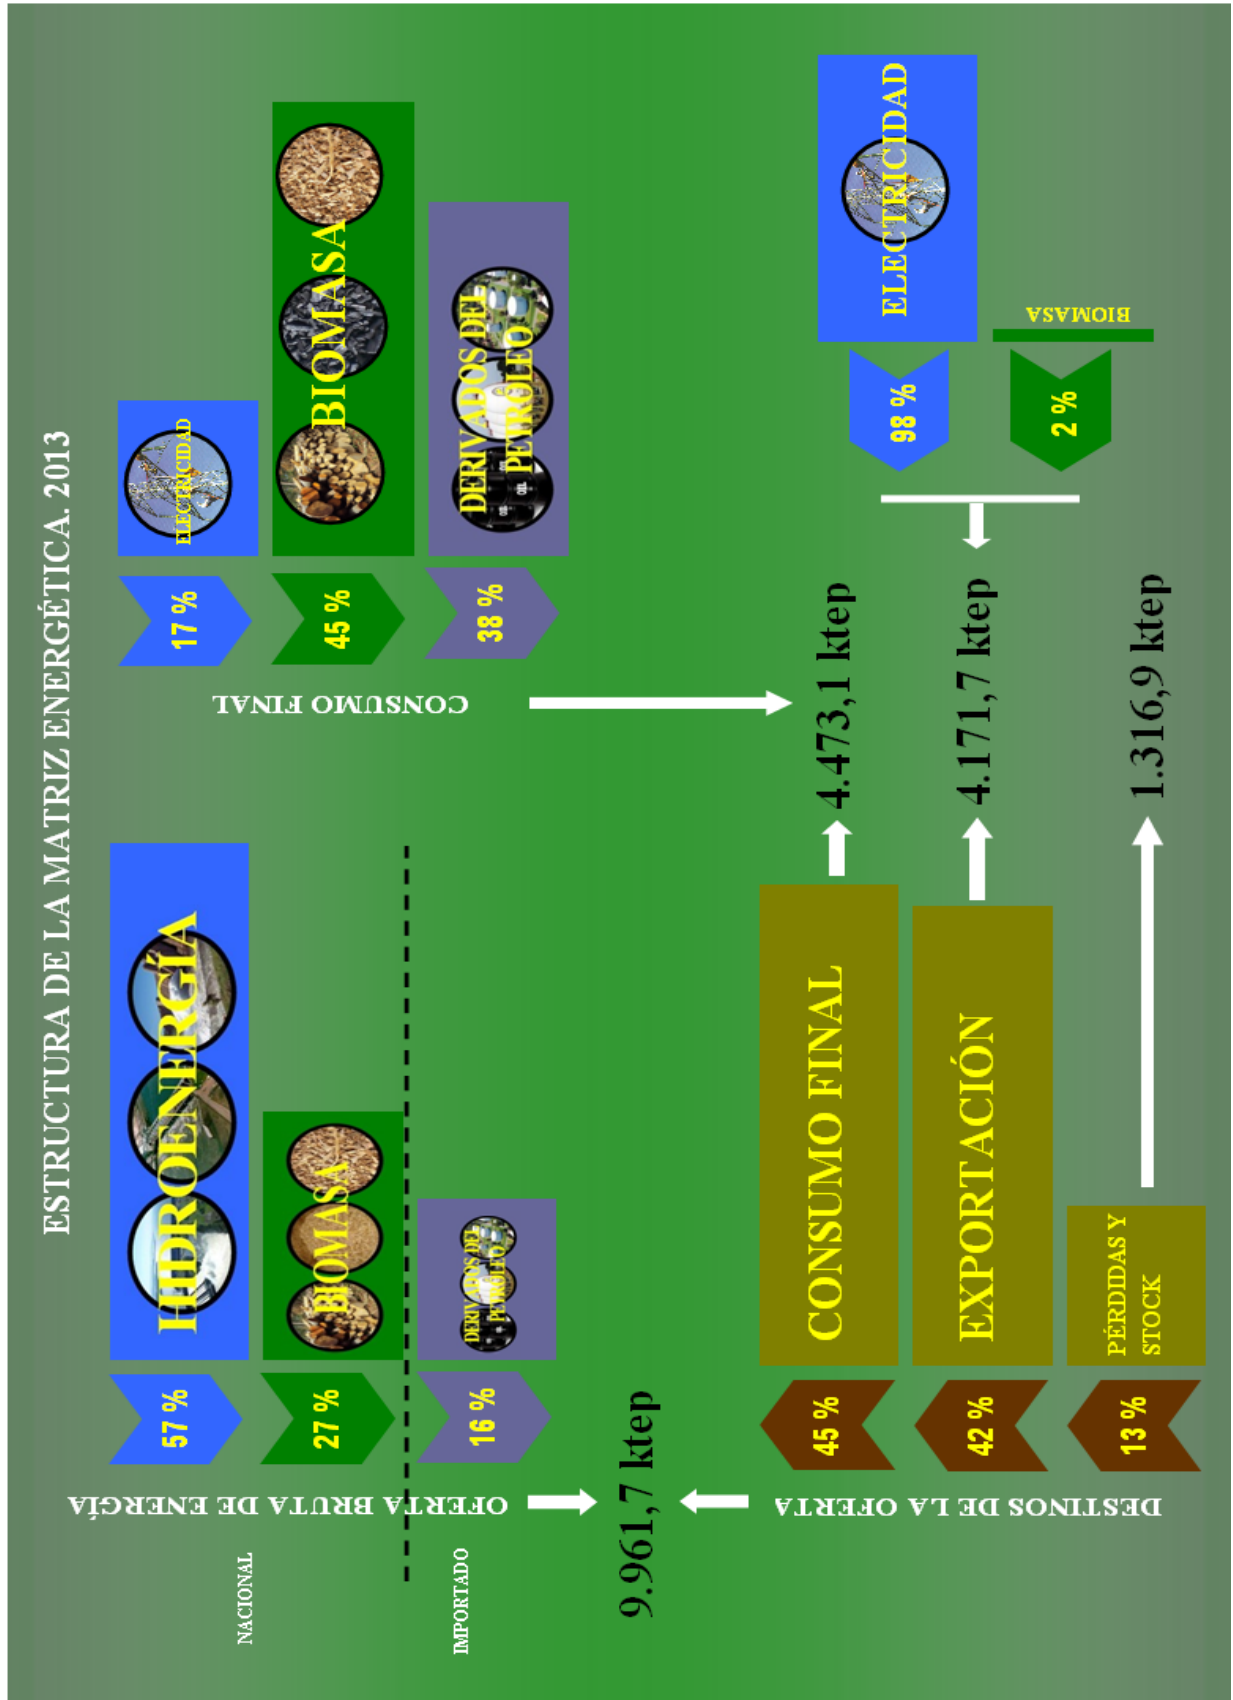 ESTRUCTURA DE LA MATRIZ ENERGÉTICA. 2013
NACIONAL
IMPORTADO
OFERTA BRUTA BRUTA DE ENERGÍA
57 %
HIDROENERGÍA
27 %
BIOMASA
16 %
DERIVADOS DEL
PETROLEO
9.961,7 ktep
CONSUMO FINAL
17 %
ELECTRICIDAD
45 %
BIOMASA
38 %
DERIVADOS DEL
PETROLEO
DESTINOS DE LA OFERTA
45 %
CONSUMO FINAL
4.473,1 ktep
42 %
EXPORTACIÓN
4.171,7 ktep
13 %
PÉRDIDAS Y
STOCK
1.316,9 ktep
98 %
ELECTRICIDAD
2 %
BIOMASA